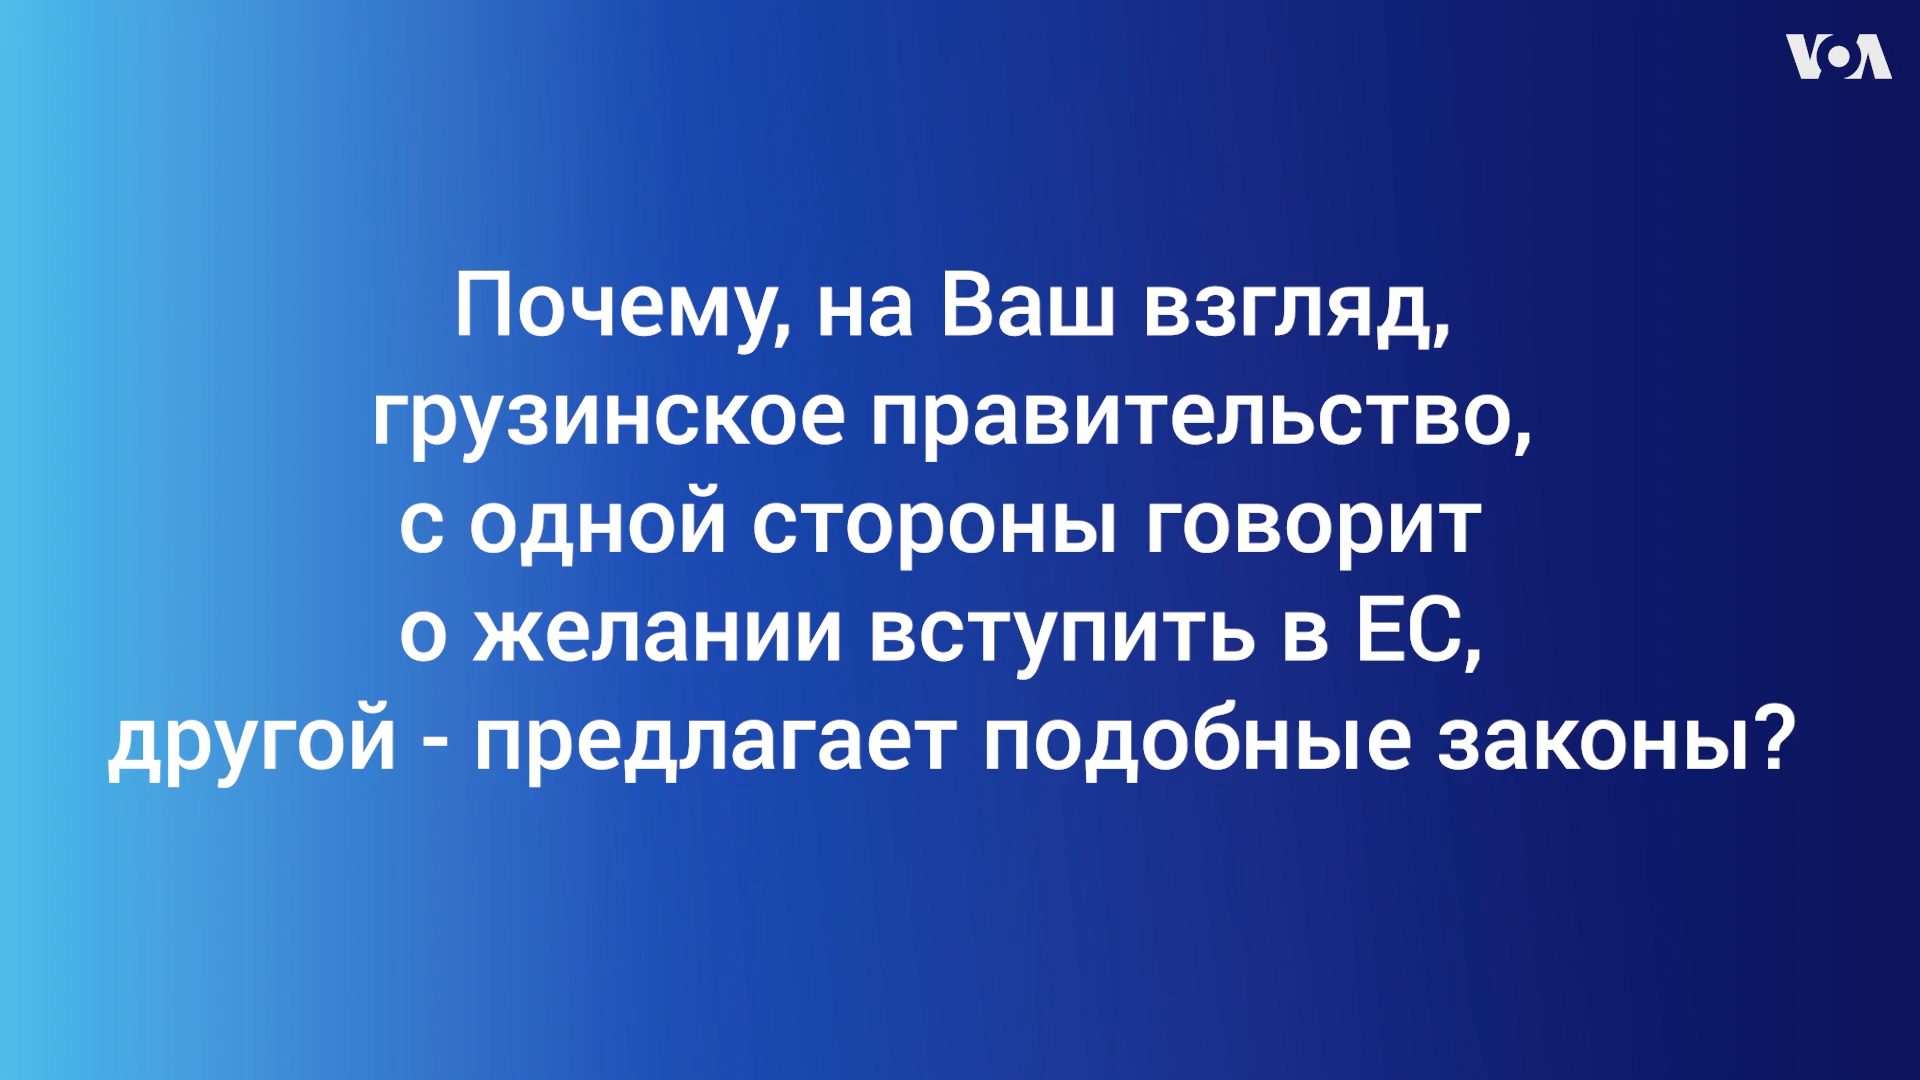 VOA
Почему, на Ваш взгляд,
грузинское правительство,
с одной стороны говорит
о желании вступить в ЕС,
другой - предлагает подобные законы?